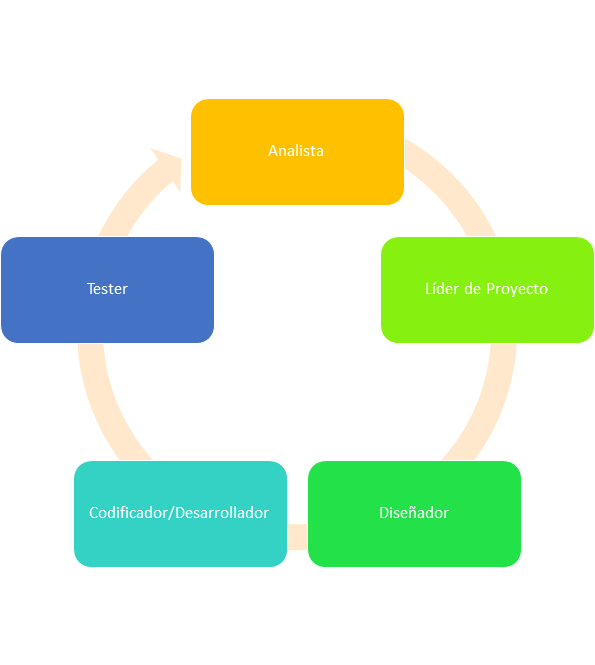 Analista
Líder de Proyecto
Diseñador
Codificador/Desarrollador
Tester